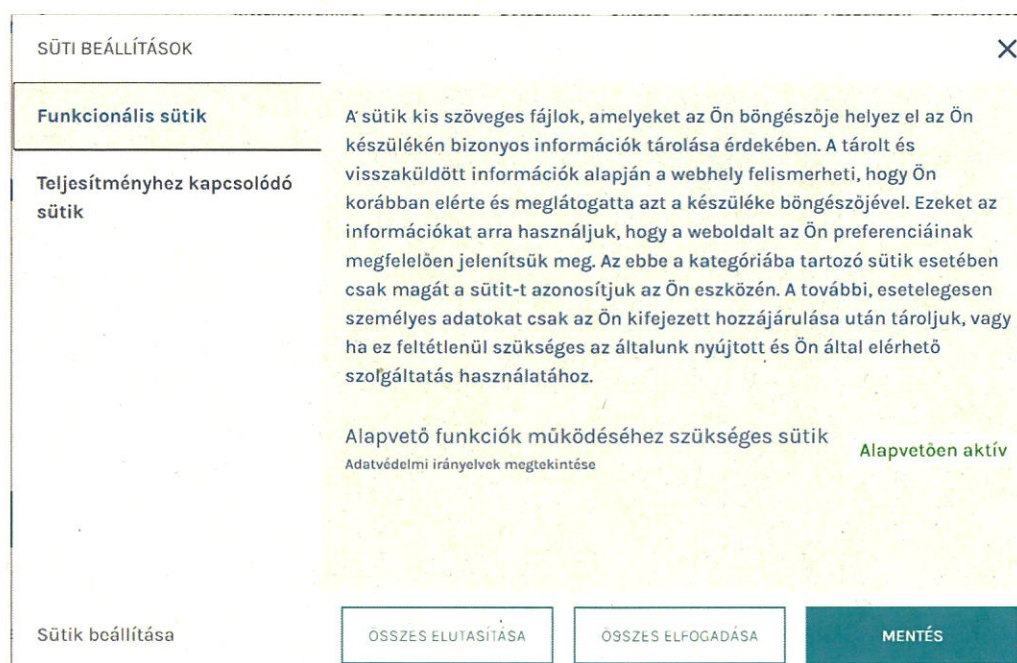 SÜTI BEÁLLÍTÁSOK
Funkcionális sütik
Teljesítményhez kapcsolódó
sütik
A sütik kis szöveges fájlok, amelyeket az Ön böngészője helyez el az Ön
készülékén bizonyos információk tárolása érdekében. A tárolt és
visszaküldött információk alapján a webhely felismerheti, hogy Ön
korábban elérte és meglátogatta azt a készüléke böngészőjével. Ezeket az
információkat arra használjuk, hogy a weboldalt az Ön preferenciáinak
megfelelően jelenítsük meg. Az ebbe a kategóriába tartozó sütik esetében
csak magát a sütit-t azonosítjuk az Ön eszközén. A további, esetelegesen
személyes adatokat csak az Ön kifejezett hozzájárulása után tároljuk, vagy
ha ez feltétlenül szükséges az általunk nyújtott és Ön által elérhető
szolgáltatás használatához.
Alapvető funkciók működéséhez szükséges sütik
Adatvédelmi irányelvek megtekintése
Alapvetően aktív
Sütik beállítása
ÖSSZES ELUTASÍTÁSA
ÖSSZES ELFOGADÁSA
MENTÉS